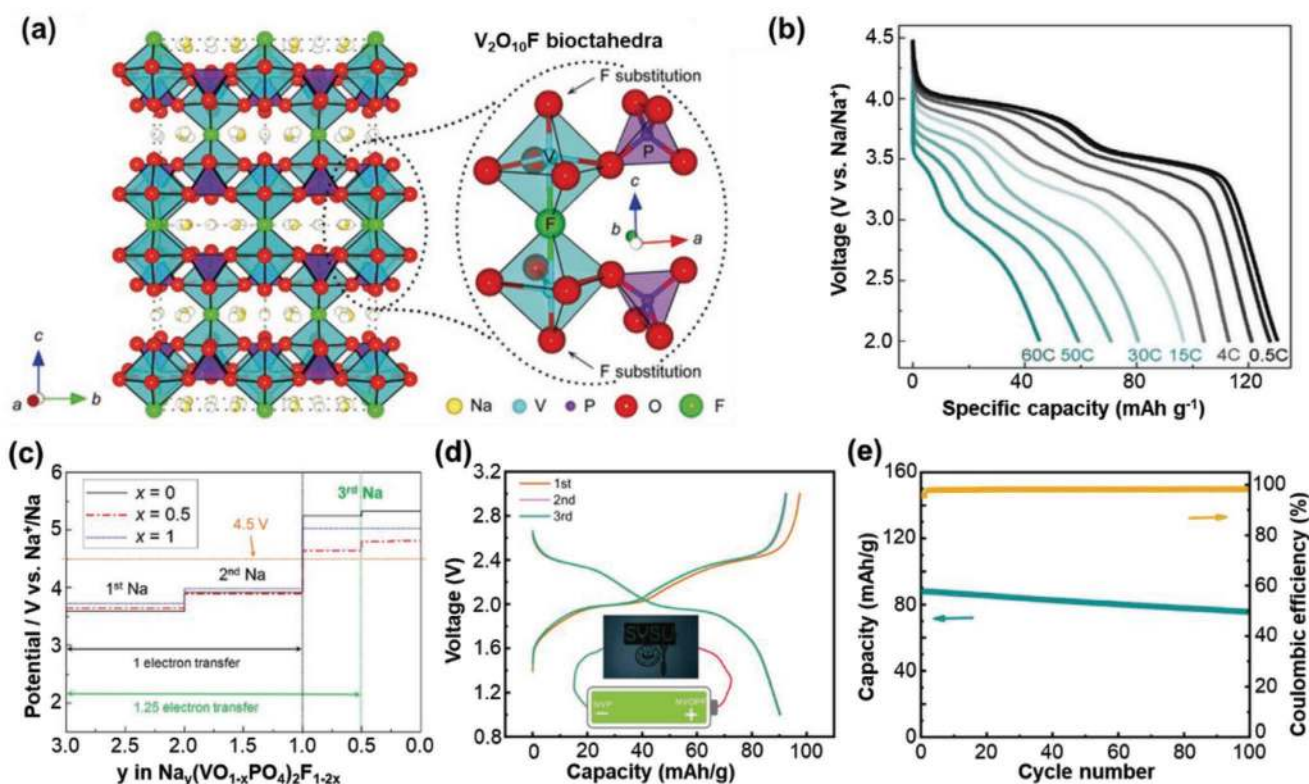 (a)
V₂O₁₀F bioctahedra
F substitution
V
P
F
c
b
a
F substitution
c
a
b
Na
V
P
O
F
(b)
Voltage (V vs. Na/Na⁺)
4.5
4.0
3.5
3.0
2.5
2.0
60C 50C 30C 15C 4C 0.5C
0 40 80 120
Specific capacity (mAh g⁻¹)
(c)
Potential / V vs. Na⁺/Na
6
5
4
3
2
x = 0
x = 0.5
x = 1
3ʳᵈ Na
4.5 V
1ˢᵗ Na
2ⁿᵈ Na
1 electron transfer
1.25 electron transfer
3.0 2.5 2.0 1.5 1.0 0.5 0.0
y in Naᵧ(VO₁₋ₓPO₄)₂F₁₋₂ₓ
(d)
Voltage (V)
3.2
2.8
2.4
2.0
1.6
1.2
0.8
1st
2nd
3rd
SYSU
NVP
NVOPF
0 20 40 60 80 100
Capacity (mAh/g)
(e)
Capacity (mAh/g)
160
120
80
40
0
Coulombic efficiency (%)
100
80
60
40
20
0
0 20 40 60 80 100
Cycle number